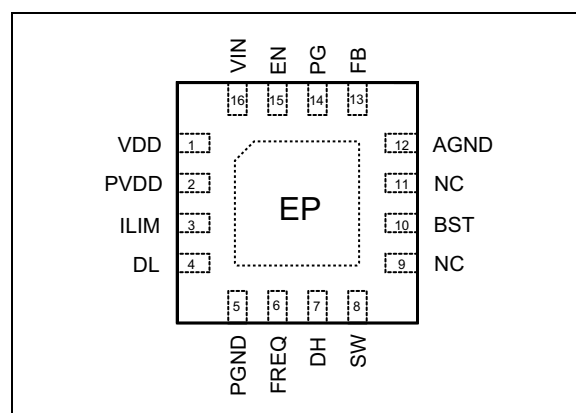 VIN EN PG FB
16 15 14 13
VDD 1 12 AGND
PVDD 2 11 NC
EP
ILIM 3 10 BST
DL 4 9 NC
5 6 7 8
PGND FREQ DH SW